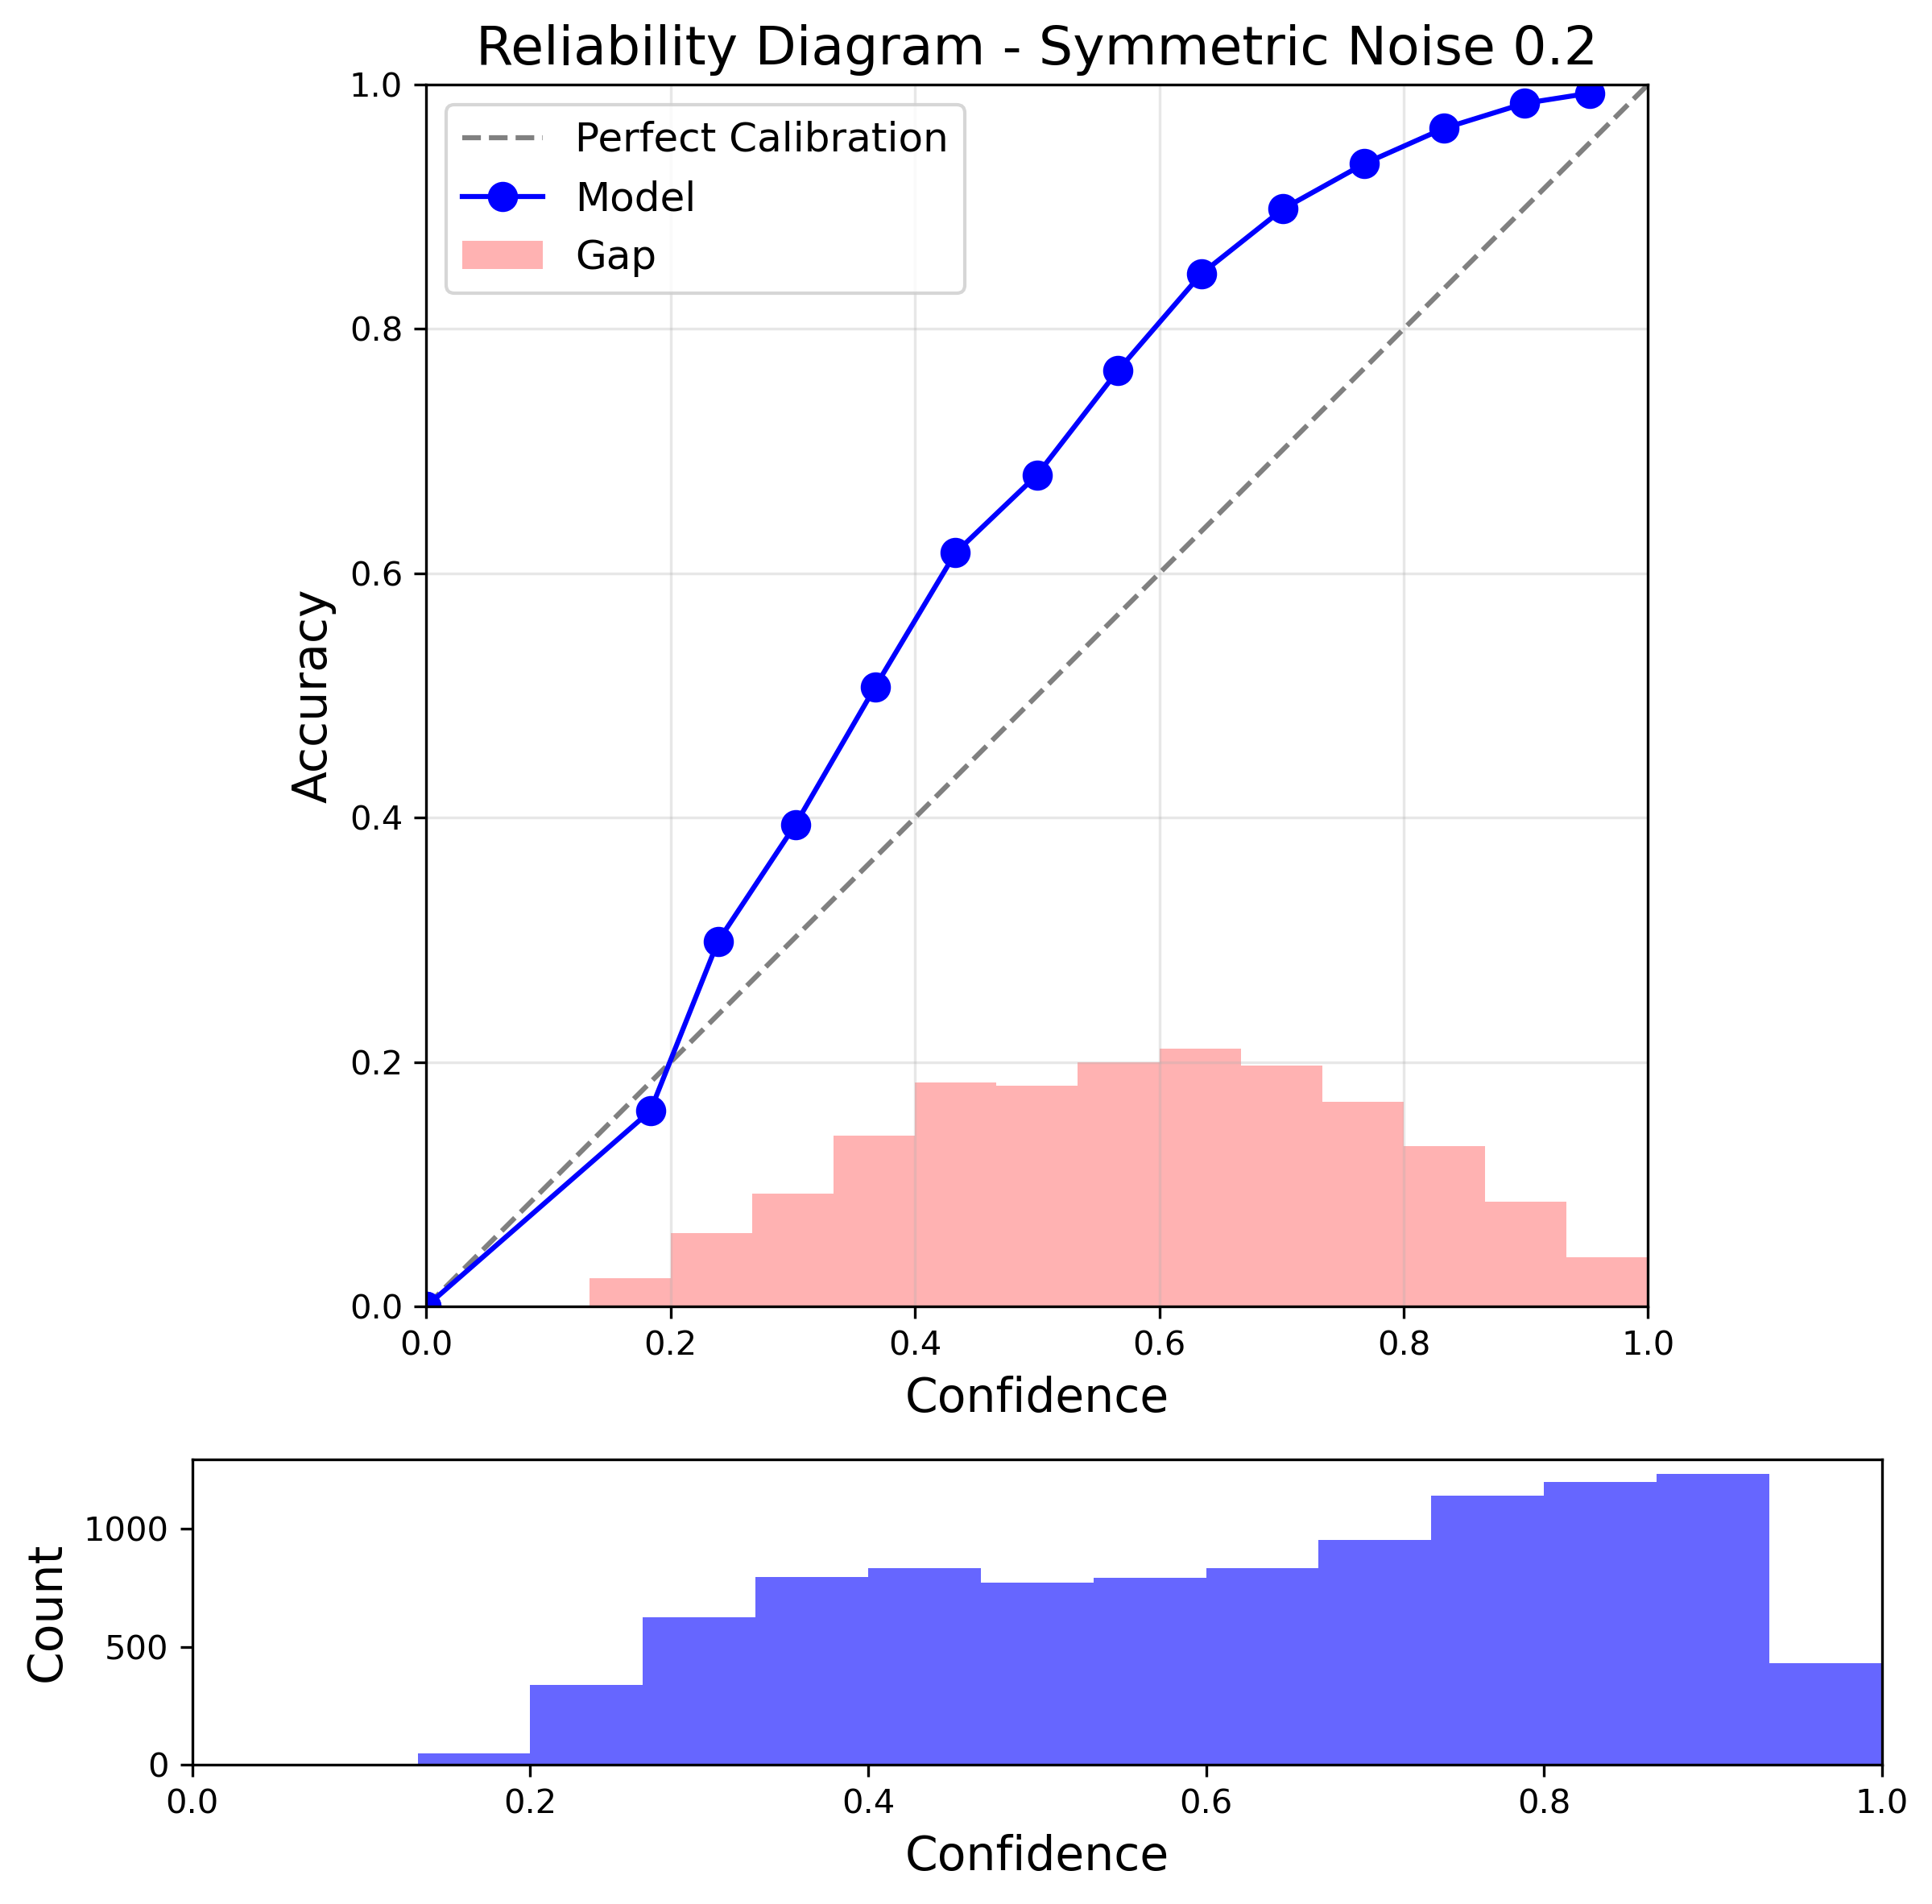 Reliability Diagram - Symmetric Noise 0.2
1.0
Perfect Calibration
Model
Gap
0.8
0.6
Accuracy
0.4
0.2
0.0
0.0 0.2 0.4 0.6 0.8 1.0
Confidence
1000
Count
500
0
0.0 0.2 0.4 0.6 0.8 1.0
Confidence